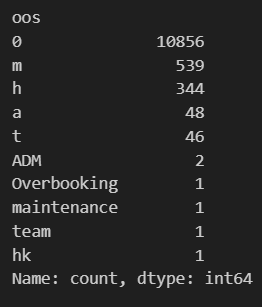 oos
0 10856
m 539
h 344
a 48
t 46
ADM 2
Overbooking 1
maintenance 1
team 1
hk 1
Name: count, dtype: int64